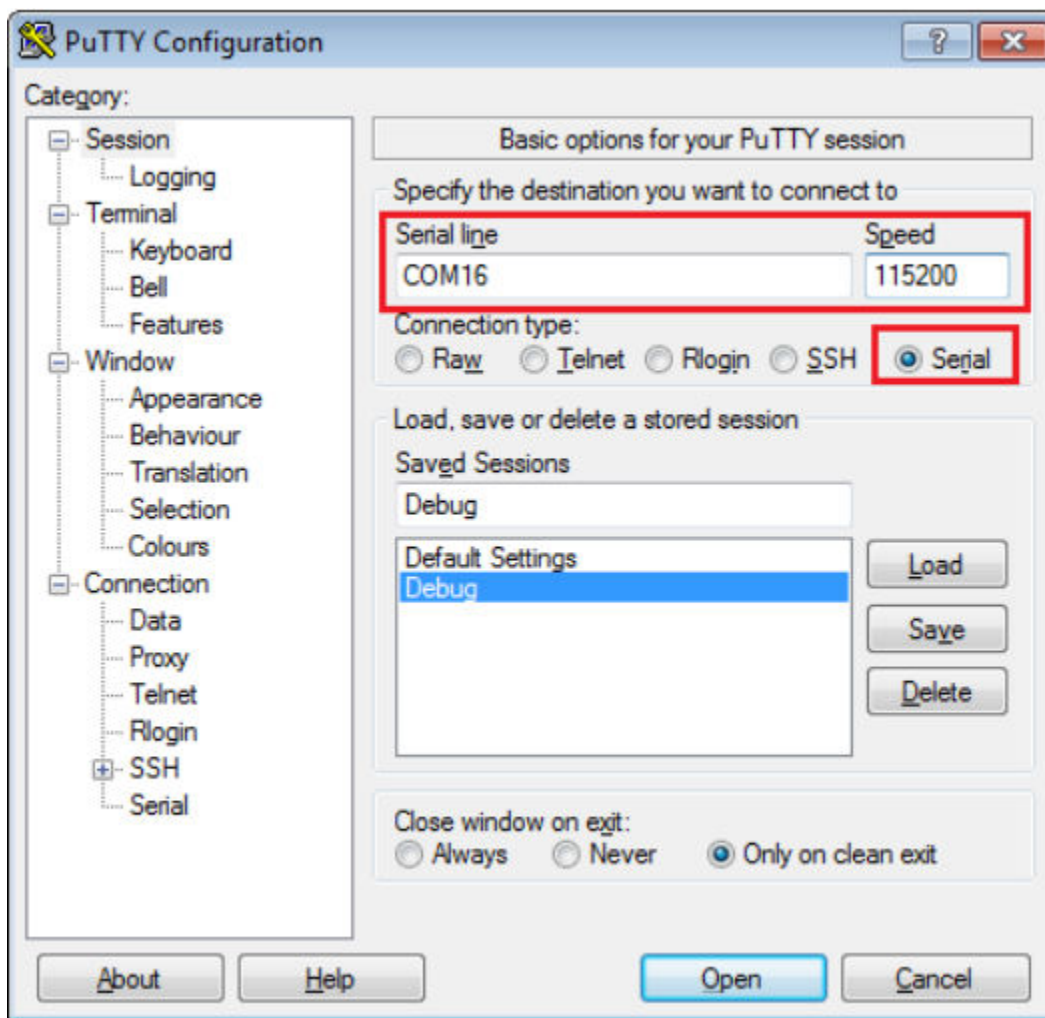 PuTTY Configuration
?
Category:
Session
Logging
Terminal
Keyboard
Bell
Features
Window
Appearance
Behaviour
Translation
Selection
Colours
Connection
Data
Proxy
Telnet
Rlogin
SSH
Serial
Basic options for your PuTTY session
Specify the destination you want to connect to
Serial line Speed
COM16 115200
Connection type:
Raw Telnet Rlogin SSH Serial
Load, save or delete a stored session
Saved Sessions
Debug
Default Settings
Debug
Load
Save
Delete
Close window on exit:
Always Never Only on clean exit
About Help Open Cancel